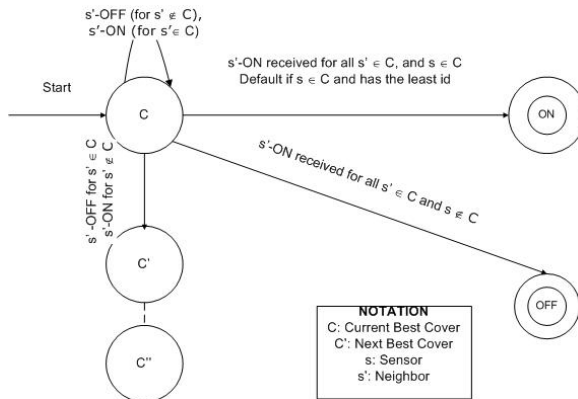 s'-OFF (for s' ∉ C),
s'-ON (for s'∈ C)
s'-ON received for all s' ∈ C, and s ∈ C
Default if s ∈ C and has the least id
Start
C
ON
s'-ON received for all s' ∈ C and s ∉ C
s'-OFF for s' ∈ C
s'-ON for s' ∉ C
C'
OFF
C''
NOTATION
C: Current Best Cover
C': Next Best Cover
s: Sensor
s': Neighbor